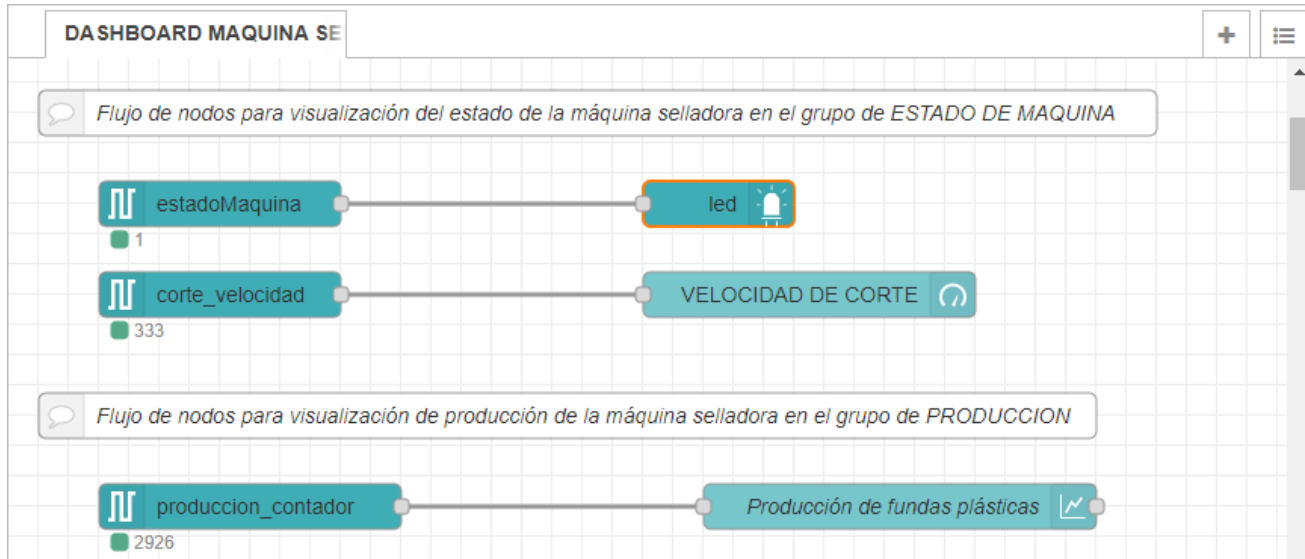 DASHBOARD MAQUINA SE
Flujo de nodos para visualización del estado de la máquina selladora en el grupo de ESTADO DE MAQUINA
estadoMaquina
led
1
corte_velocidad
VELOCIDAD DE CORTE
333
Flujo de nodos para visualización de producción de la máquina selladora en el grupo de PRODUCCION
produccion_contador
Producción de fundas plásticas
2926